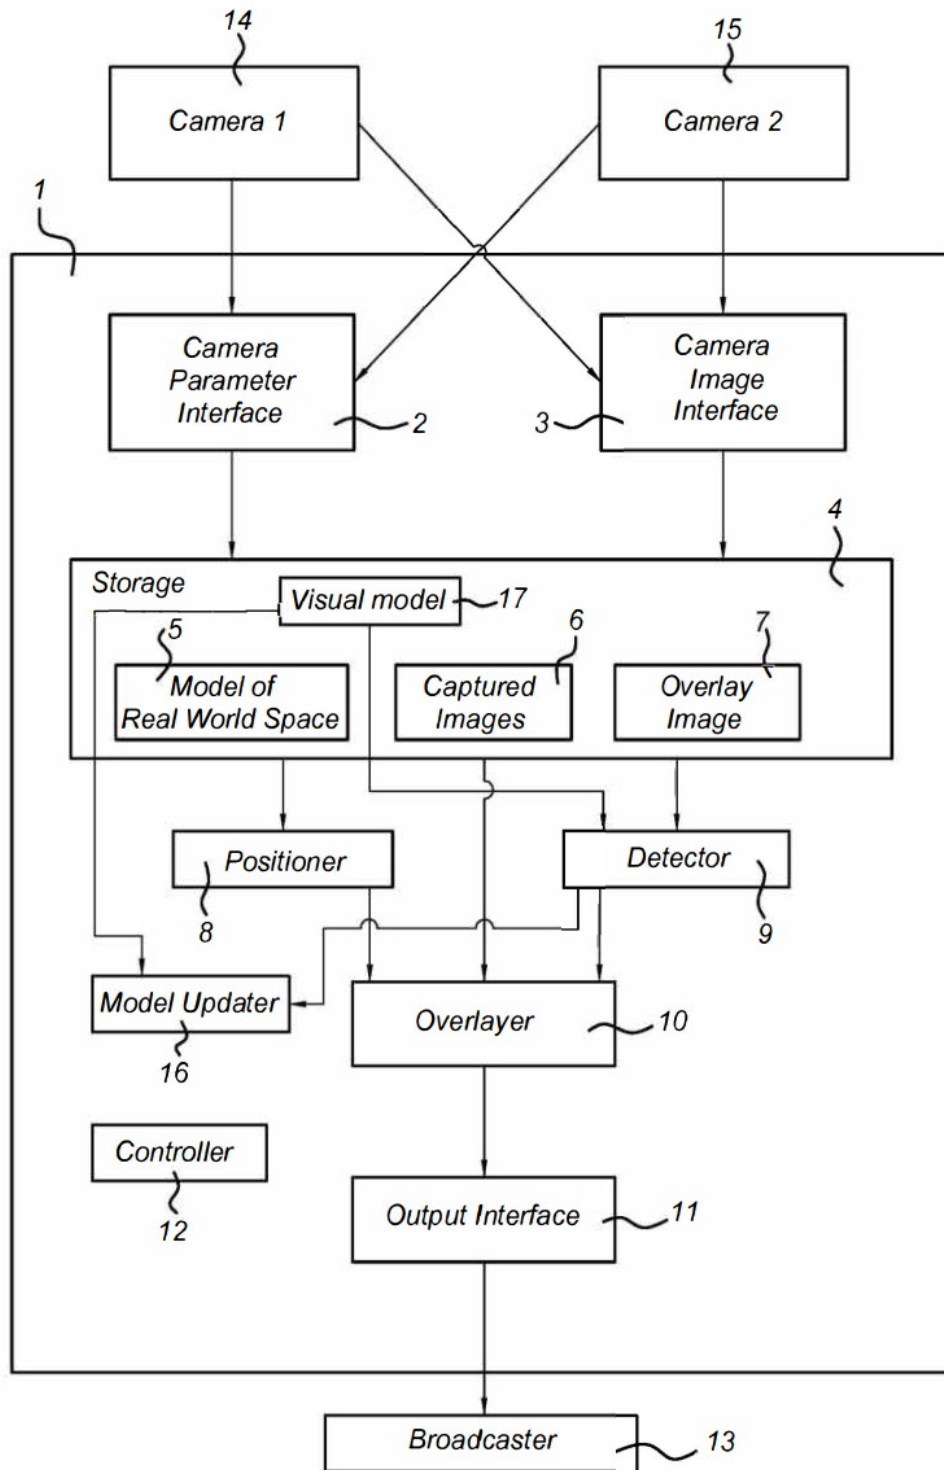 14
15
Camera 1
Camera 2
1
Camera
Parameter
Interface
2
3
Camera
Image
Interface
4
Storage
Visual model
17
5
6
7
Model of
Real World Space
Captured
Images
Overlay
Image
Positioner
Detector
8
9
Model Updater
16
Overlayer
10
Controller
12
Output Interface
11
Broadcaster
13